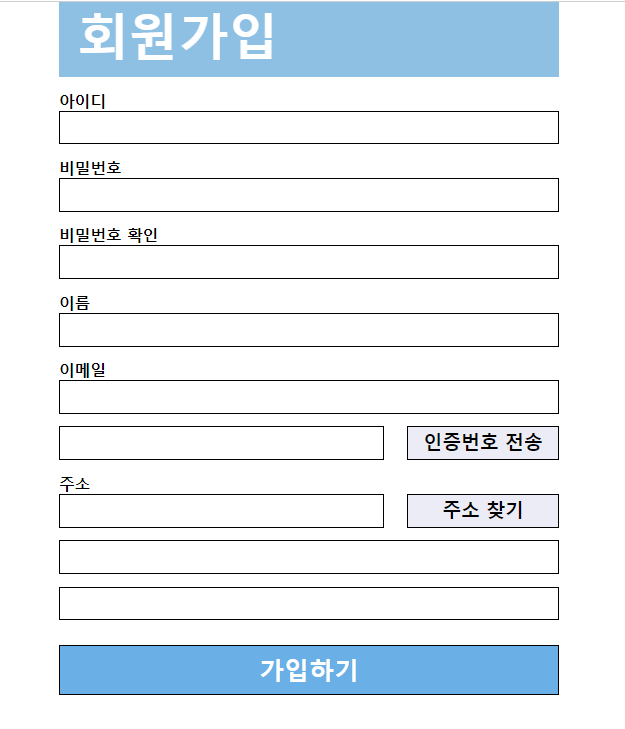 회원가입
아이디
비밀번호
비밀번호 확인
이름
이메일
인증번호 전송
주소
주소 찾기
가입하기